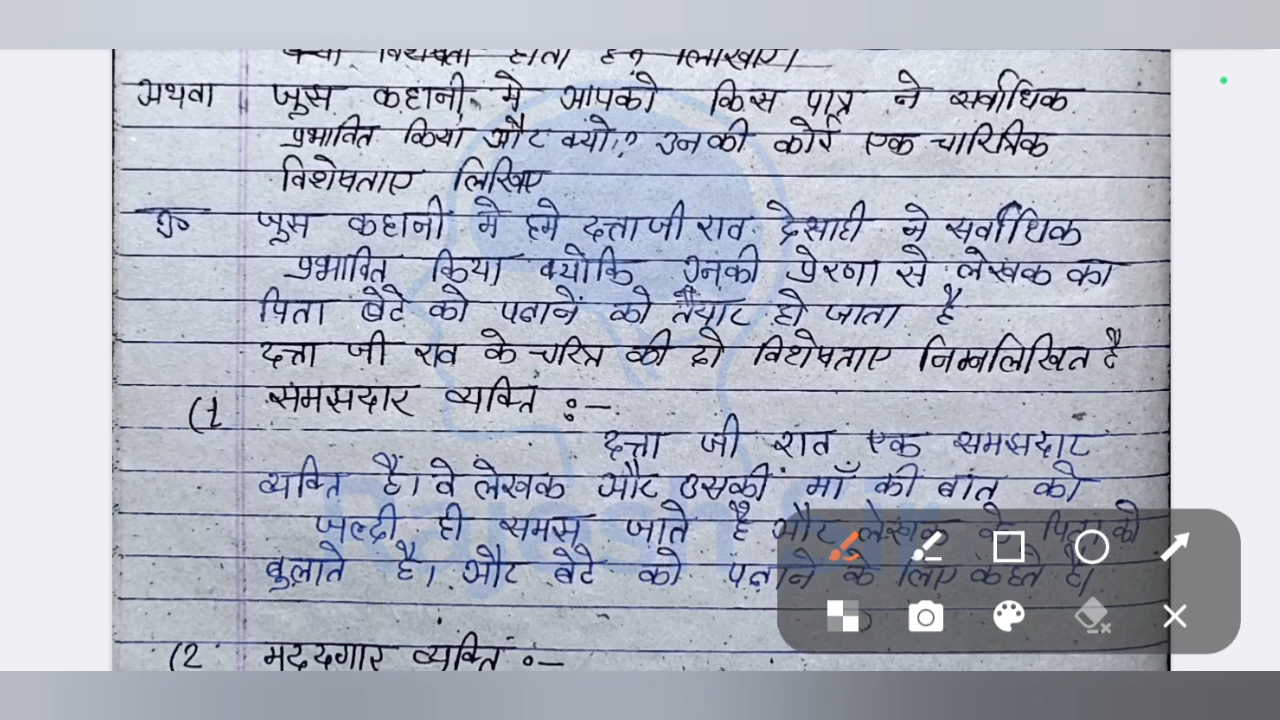 क्या विशेषता होती है? लिखिए।
अथवा जूस कहानी में आपको किस पात्र ने सर्वाधिक
प्रभावित किया और क्यों? उनकी कोई एक चारित्रिक
विशेषताए लिखिए
उ० जूस कहानी मे हमे दत्ता जी राव देसाही ने सर्वाधिक
प्रभावित किया क्योकि उनकी प्रेरणा से लेखक का
पिता बेटे को पढानें को तैयार हो जाता है
दत्ता जी राव के चरित्र की दो विशेषताए निम्नलिखित है
(1 समझदार व्यक्ति :-
दत्ता जी राव एक समझदार
व्यक्ति है। वे लेखक और उसकी माँ की बात को
जल्दी ही समझ जाते है और लेखक के पिता को
बुलाते है। और बेटे को पढाने के लिए कहते है।
(2 मददगार व्यक्ति :-